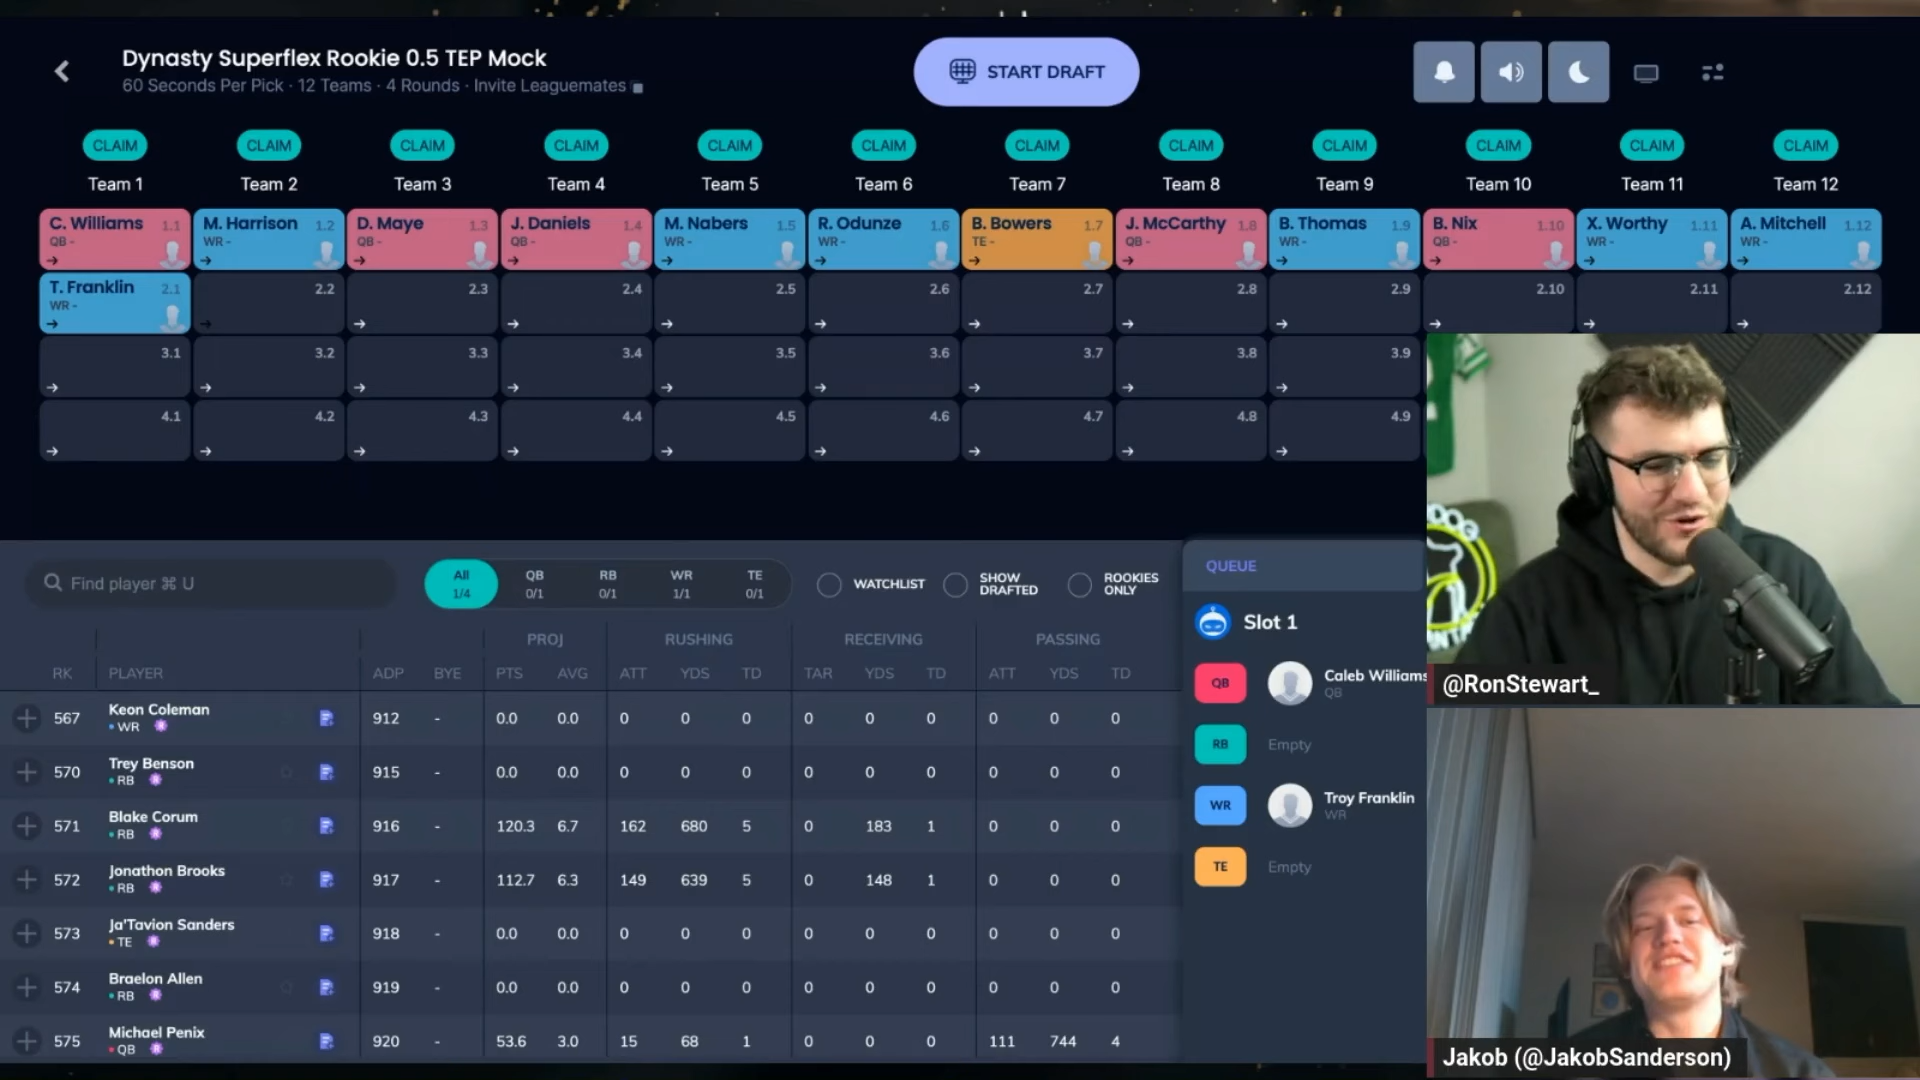 Dynasty Superflex Rookie 0.5 TEP Mock
60 Seconds Per Pick · 12 Teams · 4 Rounds · Invite Leaguemates
START DRAFT
CLAIM CLAIM CLAIM CLAIM CLAIM CLAIM CLAIM CLAIM CLAIM CLAIM CLAIM CLAIM
Team 1 Team 2 Team 3 Team 4 Team 5 Team 6 Team 7 Team 8 Team 9 Team 10 Team 11 Team 12
C. Williams 1.1 M. Harrison 1.2 D. Maye 1.3 J. Daniels 1.4 M. Nabers 1.5 R. Odunze 1.6 B. Bowers 1.7 J. McCarthy 1.8 B. Thomas 1.9 B. Nix 1.10 X. Worthy 1.11 A. Mitchell 1.12
QB - WR - QB - QB - WR - WR - TE - QB - WR - QB - WR - WR -
T. Franklin 2.1 2.2 2.3 2.4 2.5 2.6 2.7 2.8 2.9 2.10 2.11 2.12
WR -
3.1 3.2 3.3 3.4 3.5 3.6 3.7 3.8 3.9
4.1 4.2 4.3 4.4 4.5 4.6 4.7 4.8 4.9
Find player ⌘ U
All QB RB WR TE
1/4 0/1 0/1 1/1 0/1
WATCHLIST
SHOW DRAFTED
ROOKIES ONLY
PROJ RUSHING RECEIVING PASSING
RK PLAYER ADP BYE PTS AVG ATT YDS TD TAR YDS TD ATT YDS TD
567 Keon Coleman WR 912 - 0.0 0.0 0 0 0 0 0 0 0 0 0
570 Trey Benson RB 915 - 0.0 0.0 0 0 0 0 0 0 0 0 0
571 Blake Corum RB 916 - 120.3 6.7 162 680 5 0 183 1 0 0 0
572 Jonathon Brooks RB 917 - 112.7 6.3 149 639 5 0 148 1 0 0 0
573 Ja'Tavion Sanders TE 918 - 0.0 0.0 0 0 0 0 0 0 0 0 0
574 Braelon Allen RB 919 - 0.0 0.0 0 0 0 0 0 0 0 0 0
575 Michael Penix QB 920 - 53.6 3.0 15 68 1 0 0 0 111 744 4
QUEUE
Slot 1
QB Caleb Williams
QB
RB Empty
WR Troy Franklin
WR
TE Empty
@RonStewart_
Jakob (@JakobSanderson)